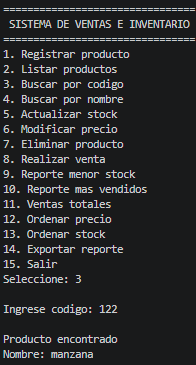 ==================================
SISTEMA DE VENTAS E INVENTARIO
==================================
1. Registrar producto
2. Listar productos
3. Buscar por codigo
4. Buscar por nombre
5. Actualizar stock
6. Modificar precio
7. Eliminar producto
8. Realizar venta
9. Reporte menor stock
10. Reporte mas vendidos
11. Ventas totales
12. Ordenar precio
13. Ordenar stock
14. Exportar reporte
15. Salir
Seleccione: 3
Ingrese codigo: 122
Producto encontrado
Nombre: manzana